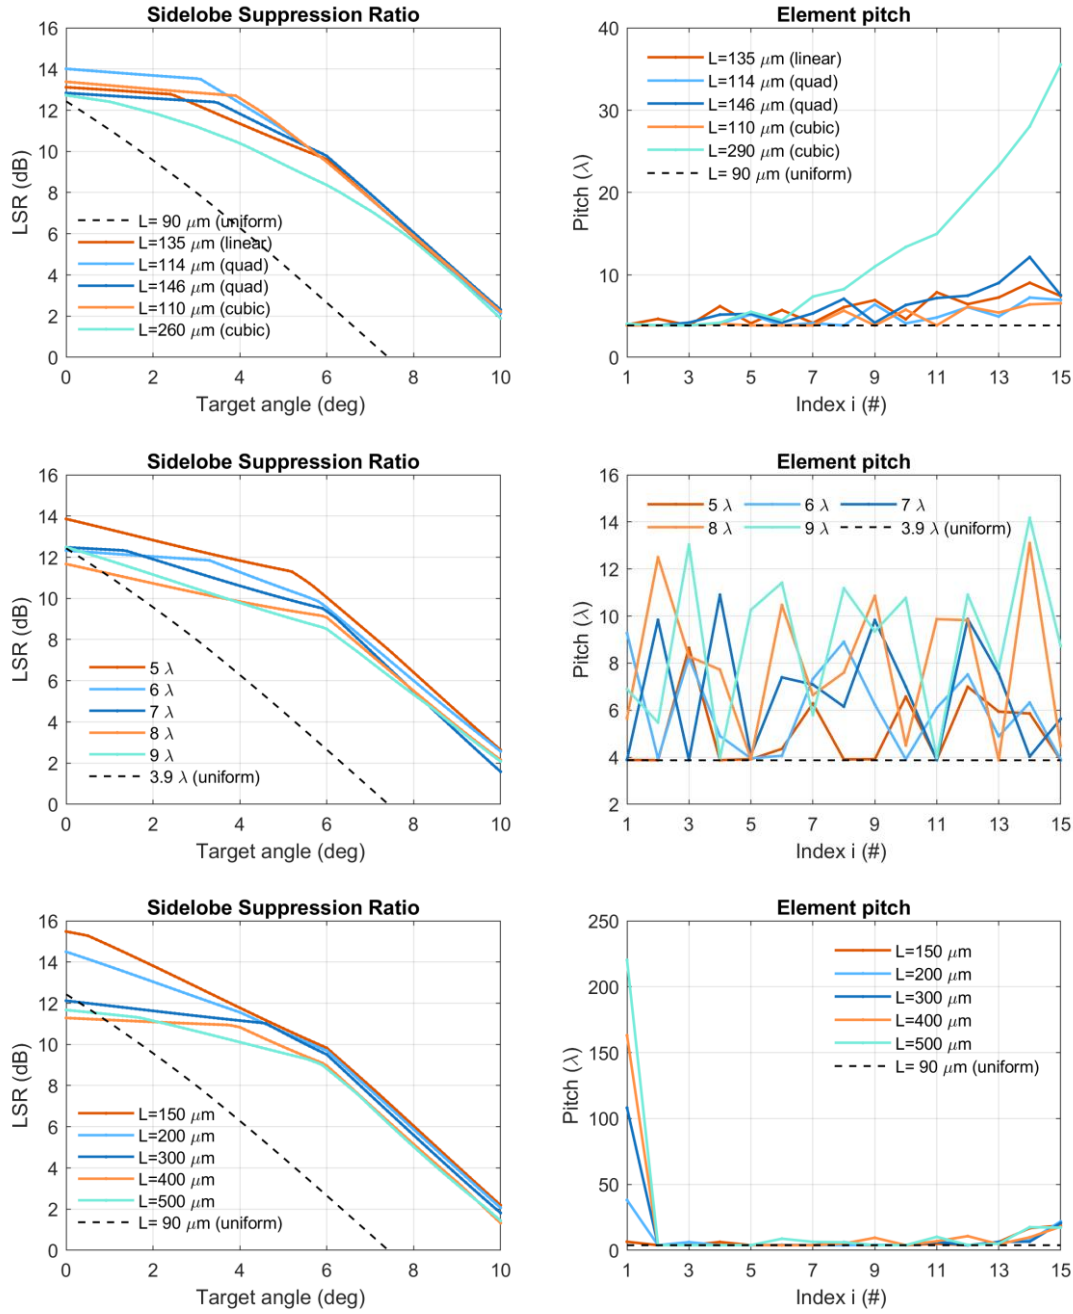 Sidelobe Suppression Ratio
16
14
12
10
8
6
4
2
0
LSR (dB)
L= 90 μm (uniform)
L=135 μm (linear)
L=114 μm (quad)
L=146 μm (quad)
L=110 μm (cubic)
L=260 μm (cubic)
0 2 4 6 8 10
Target angle (deg)
Element pitch
40
30
20
10
0
Pitch (λ)
L=135 μm (linear)
L=114 μm (quad)
L=146 μm (quad)
L=110 μm (cubic)
L=290 μm (cubic)
L= 90 μm (uniform)
1 3 5 7 9 11 13 15
Index i (#)
Sidelobe Suppression Ratio
16
14
12
10
8
6
4
2
0
LSR (dB)
5 λ
6 λ
7 λ
8 λ
9 λ
3.9 λ (uniform)
0 2 4 6 8 10
Target angle (deg)
Element pitch
16
14
12
10
8
6
4
2
Pitch (λ)
5 λ 6 λ 7 λ
8 λ 9 λ 3.9 λ (uniform)
1 3 5 7 9 11 13 15
Index i (#)
Sidelobe Suppression Ratio
16
14
12
10
8
6
4
2
0
LSR (dB)
L=150 μm
L=200 μm
L=300 μm
L=400 μm
L=500 μm
L= 90 μm (uniform)
0 2 4 6 8 10
Target angle (deg)
Element pitch
250
200
150
100
50
0
Pitch (λ)
L=150 μm
L=200 μm
L=300 μm
L=400 μm
L=500 μm
L= 90 μm (uniform)
1 3 5 7 9 11 13 15
Index i (#)